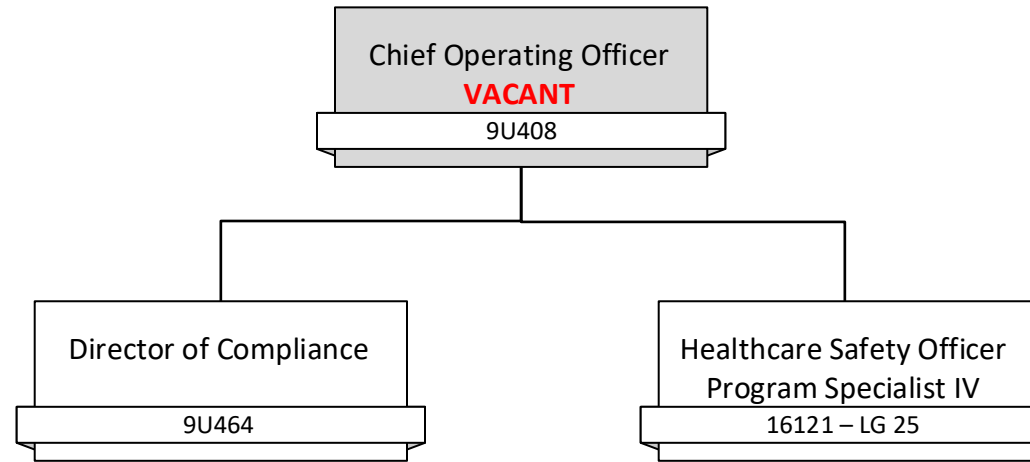 Chief Operating Officer
VACANT
9U408
Director of Compliance
9U464
Healthcare Safety Officer
Program Specialist IV
16121 – LG 25